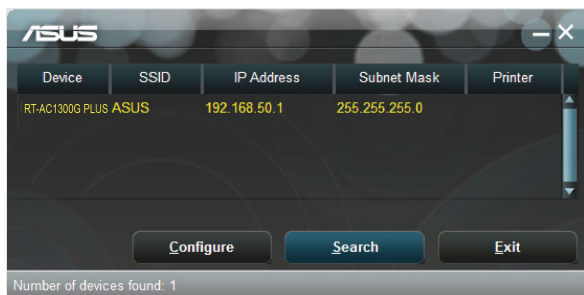 ASUS
Device SSID IP Address Subnet Mask Printer
RT-AC1300G PLUS ASUS 192.168.50.1 255.255.255.0
Configure Search Exit
Number of devices found: 1